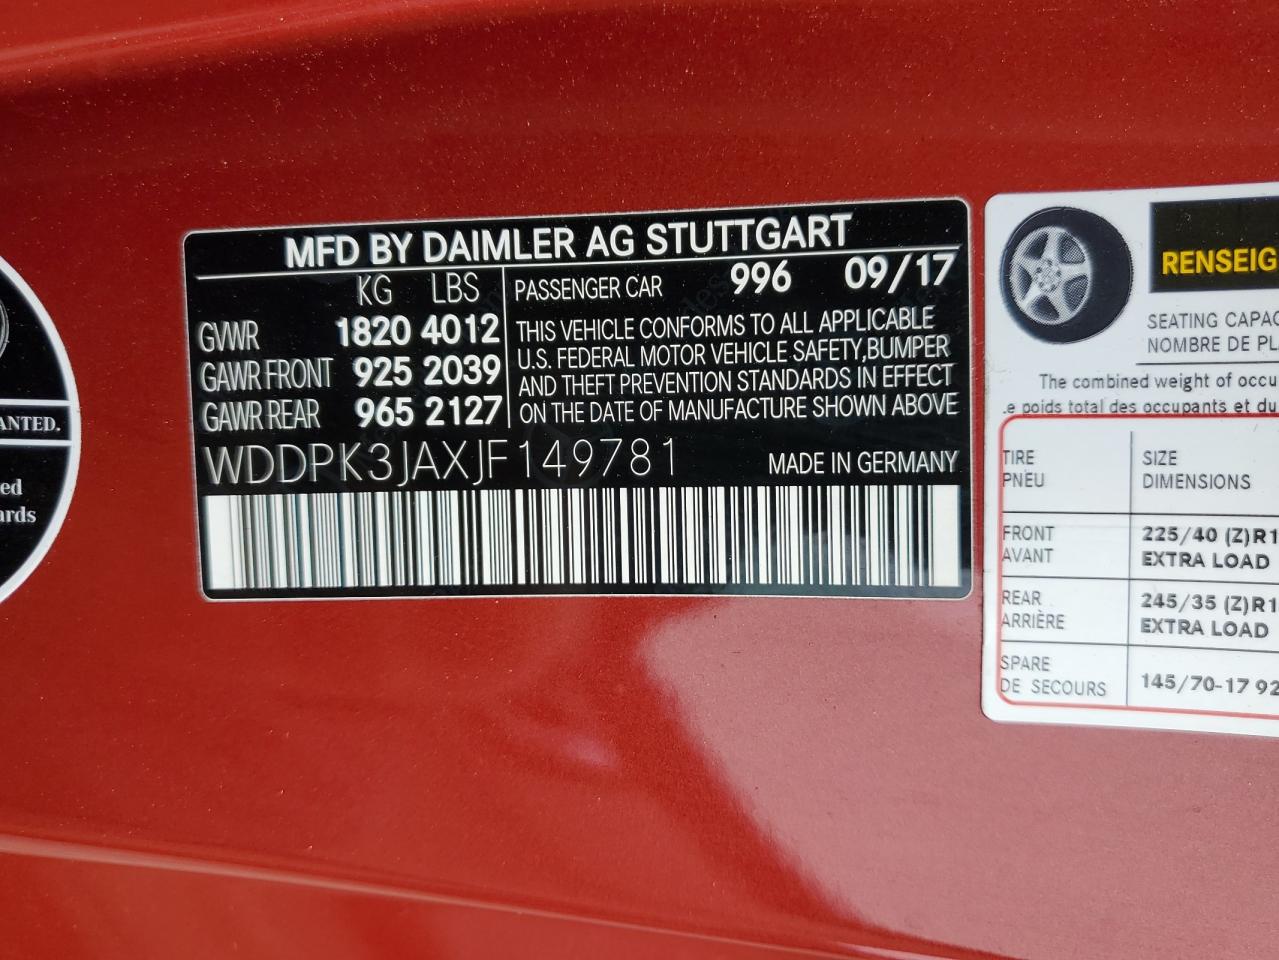 ANTED.
ed
ards
MFD BY DAIMLER AG STUTTGART
KG LBS PASSENGER CAR 996 09/17
GVWR 1820 4012
GAWR FRONT 925 2039
GAWR REAR 965 2127
THIS VEHICLE CONFORMS TO ALL APPLICABLE
U.S. FEDERAL MOTOR VEHICLE SAFETY,BUMPER
AND THEFT PREVENTION STANDARDS IN EFFECT
ON THE DATE OF MANUFACTURE SHOWN ABOVE
WDDPK3JAXJF149781 MADE IN GERMANY
RENSEIG
SEATING CAPAC
NOMBRE DE PL
The combined weight of occu
.e poids total des occupants et du
TIRE SIZE
PNEU DIMENSIONS
FRONT 225/40 (Z)R1
AVANT EXTRA LOAD
REAR 245/35 (Z)R1
ARRIÈRE EXTRA LOAD
SPARE
DE SECOURS 145/70-17 92